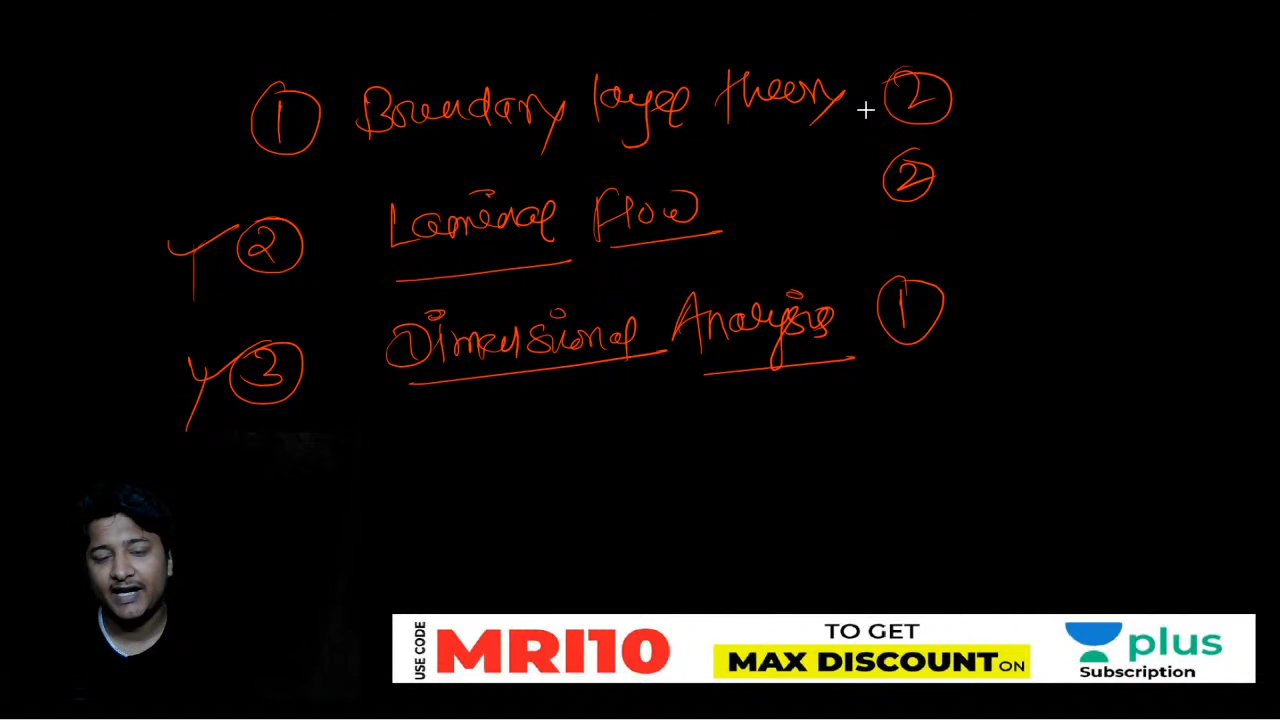 ① Boundary layer theory ②
②
② Laminar flow
③ Dimensional Analysis ①
USE CODE MRI10 TO GET MAX DISCOUNT ON plus Subscription